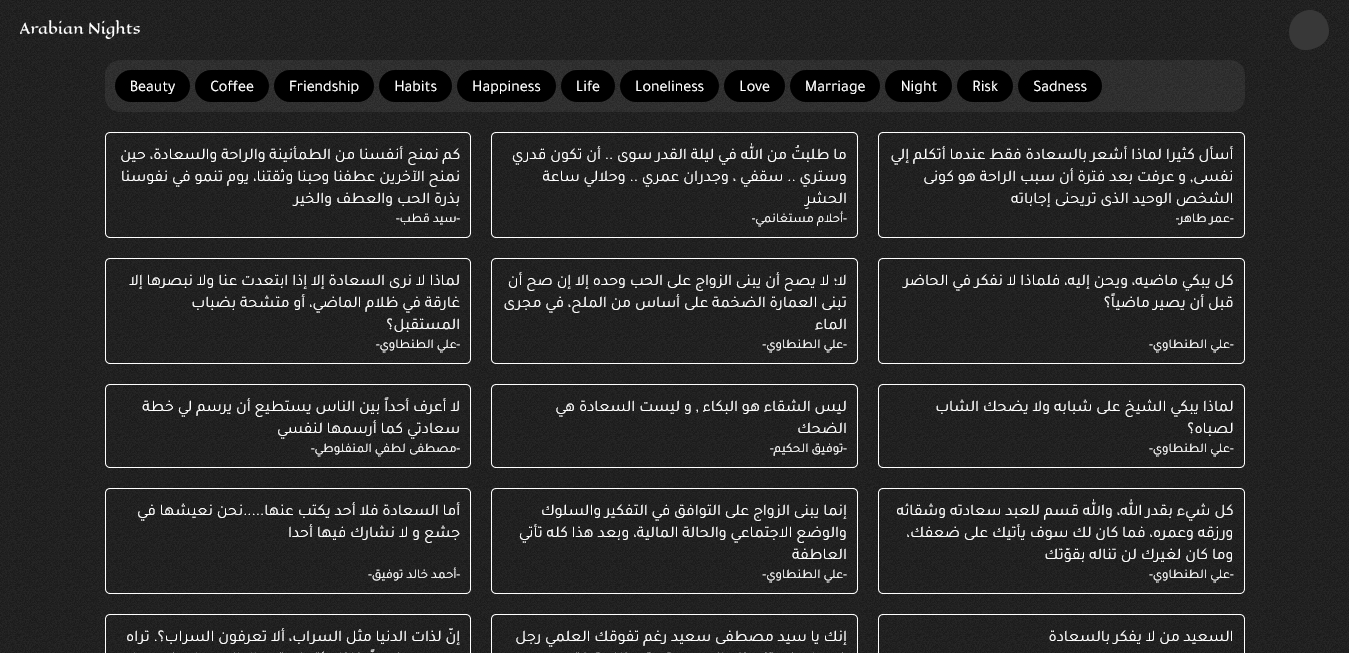 Arabian Nights
Beauty
Coffee
Friendship
Habits
Happiness
Life
Loneliness
Love
Marriage
Night
Risk
Sadness
أسأل كثيرا لماذا أشعر بالسعادة فقط عندما أتكلم إلي
نفسى, و عرفت بعد فترة أن سبب الراحة هو كونى
الشخص الوحيد الذى تريحنى إجاباته
-عمر طاهر-
ما طلبتُ من الله في ليلة القدر سوى .. أن تكون قدري
وستري .. سقفي ، وجدران عمري .. وحلالي ساعة
الحشرِ
-أحلام مستغانمي-
كم نمنح أنفسنا من الطمأنينة والراحة والسعادة، حين
نمنح الآخرين عطفنا وحبنا وثقتنا، يوم تنمو في نفوسنا
بذرة الحب والعطف والخير
-سيد قطب-
كل يبكي ماضيه، ويحن إليه، فلماذا لا نفكر في الحاضر
قبل أن يصير ماضياً؟
-علي الطنطاوي-
لا؛ لا يصح أن يبنى الزواج على الحب وحده إلا إن صح أن
تبنى العمارة الضخمة على أساس من الملح، في مجرى
الماء
-علي الطنطاوي-
لماذا لا نرى السعادة إلا إذا ابتعدت عنا ولا نبصرها إلا
غارقة في ظلام الماضي، أو متشحة بضباب
المستقبل؟
-علي الطنطاوي-
لماذا يبكي الشيخ على شبابه ولا يضحك الشاب
لصباه؟
-علي الطنطاوي-
ليس الشقاء هو البكاء , و ليست السعادة هي
الضحك
-توفيق الحكيم-
لا أعرف أحداً بين الناس يستطيع أن يرسم لي خطة
سعادتي كما أرسمها لنفسي
-مصطفى لطفي المنفلوطي-
كل شيء بقدر الله، والله قسم للعبد سعادته وشقائه
ورزقه وعمره، فما كان لك سوف يأتيك على ضعفك،
وما كان لغيرك لن تناله بقوّتك
-علي الطنطاوي-
إنما يبنى الزواج على التوافق في التفكير والسلوك
والوضع الاجتماعي والحالة المالية، وبعد هذا كله تأتي
العاطفة
-علي الطنطاوي-
أما السعادة فلا أحد يكتب عنها.....نحن نعيشها في
جشع و لا نشارك فيها أحدا
-أحمد خالد توفيق-
السعيد من لا يفكر بالسعادة
إنك يا سيد مصطفى سعيد رغم تفوقك العلمي رجل
إنّ لذات الدنيا مثل السراب، ألا تعرفون السراب؟. تراه